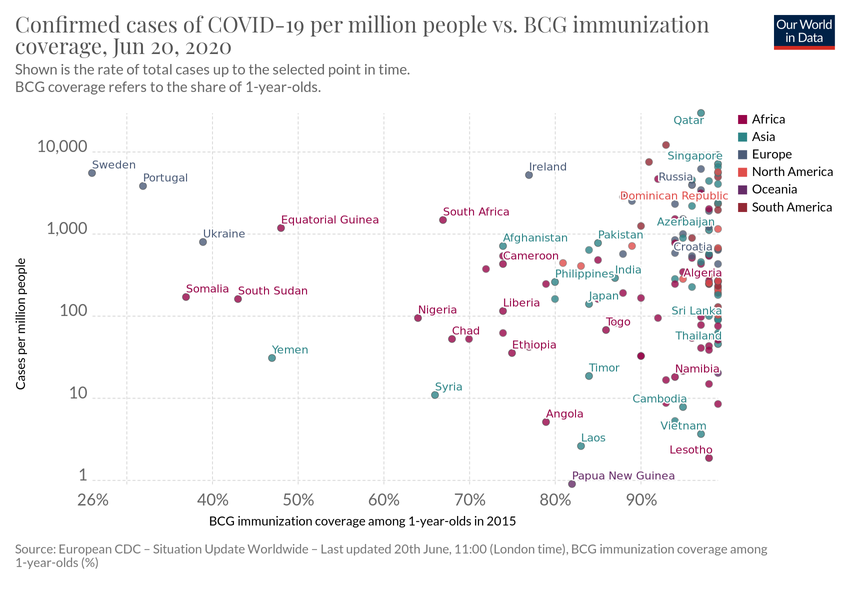 Confirmed cases of COVID-19 per million people vs. BCG immunization
coverage, Jun 20, 2020
Our World
in Data
Shown is the rate of total cases up to the selected point in time.
BCG coverage refers to the share of 1-year-olds.
Qatar
Africa
Asia
Europe
North America
Oceania
South America
10,000
Sweden
Portugal
Ireland
Singapore
Russia
Dominican Republic
1,000
Ukraine
Equatorial Guinea
South Africa
Afghanistan
Pakistan
Azerbaijan
Cameroon
Croatia
Philippines
India
Algeria
Somalia
South Sudan
Japan
100
Nigeria
Liberia
Sri Lanka
Chad
Togo
Thailand
Yemen
Ethiopia
Syria
Timor
Namibia
10
Angola
Cambodia
Laos
Vietnam
Lesotho
1
Papua New Guinea
Cases per million people
26%
40%
50%
60%
70%
80%
90%
BCG immunization coverage among 1-year-olds in 2015
Source: European CDC – Situation Update Worldwide – Last updated 20th June, 11:00 (London time), BCG immunization coverage among
1-year-olds (%)